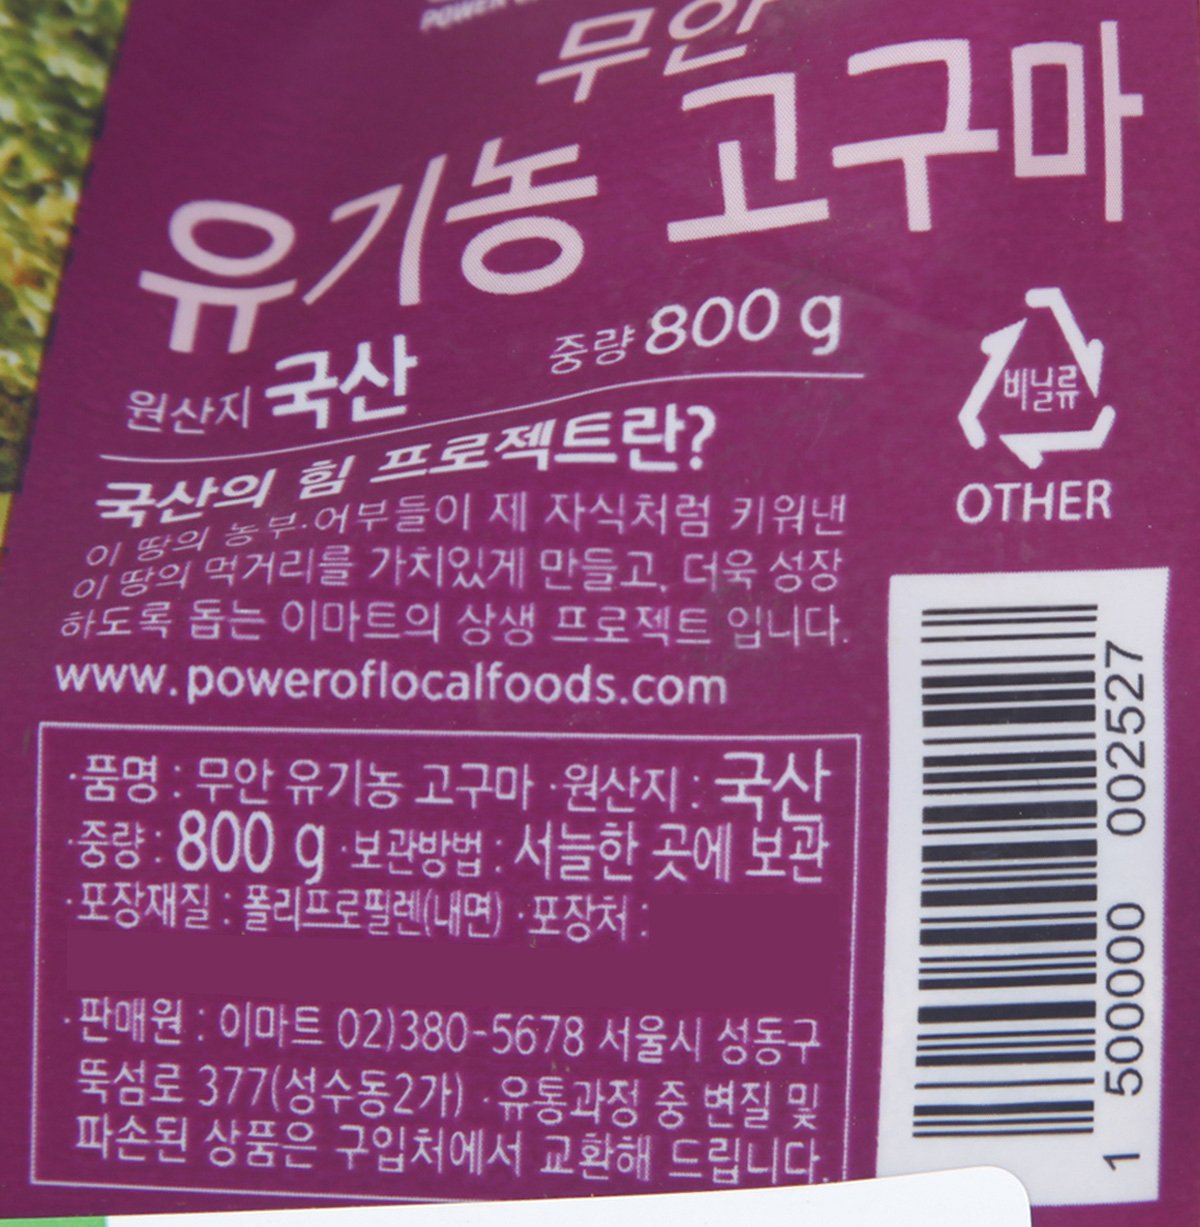 POWER
무안
유기농 고구마
원산지 국산 중량 800 g
국산의 힘 프로젝트란?
이 땅의 농부·어부들이 제 자식처럼 키워낸
이 땅의 먹거리를 가치있게 만들고, 더욱 성장
하도록 돕는 이마트의 상생 프로젝트 입니다.
www.poweroflocalfoods.com
비닐류
OTHER
·품명 : 무안 유기농 고구마 ·원산지 : 국산
·중량 : 800 g ·보관방법 : 서늘한 곳에 보관
·포장재질 : 폴리프로필렌(내면) ·포장처 :
·판매원 : 이마트 02)380-5678 서울시 성동구
뚝섬로 377(성수동2가) ·유통과정 중 변질 및
파손된 상품은 구입처에서 교환해 드립니다.
1 500000 002527